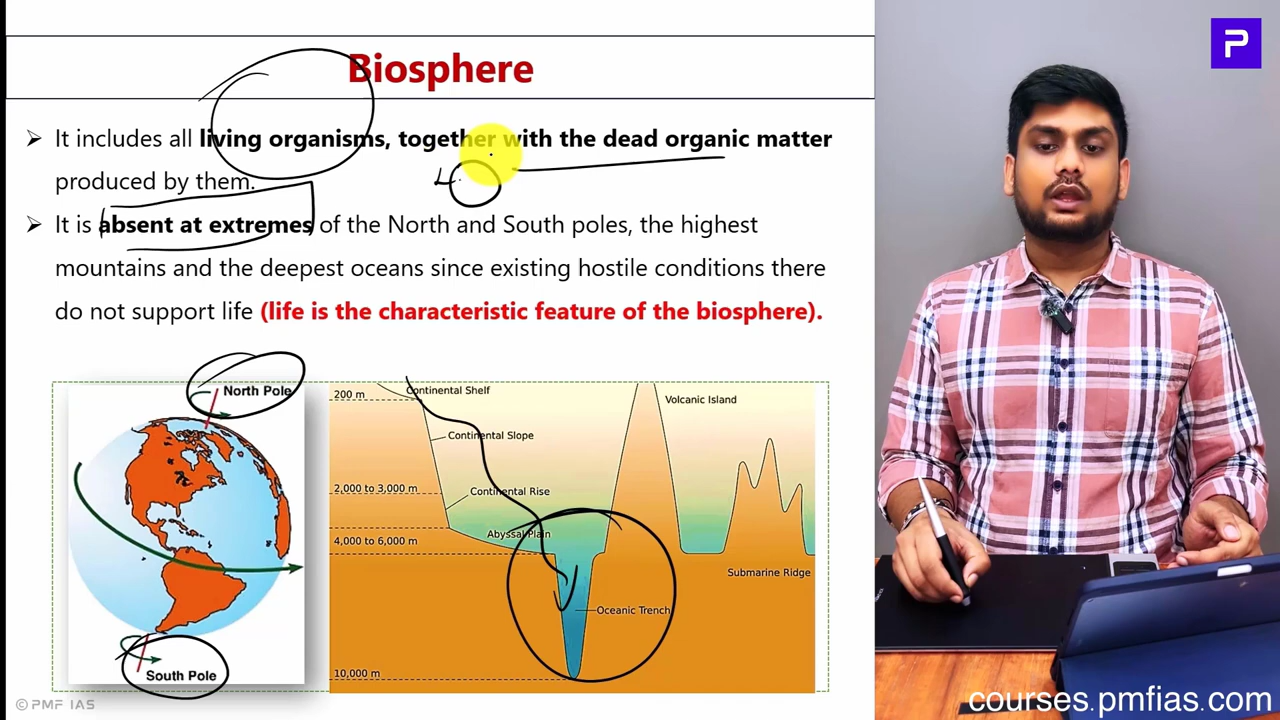 Biosphere
➢ It includes all living organisms, together with the dead organic matter
produced by them.
➢ It is absent at extremes of the North and South poles, the highest
mountains and the deepest oceans since existing hostile conditions there
do not support life (life is the characteristic feature of the biosphere).
North Pole
South Pole
Continental Shelf
200 m
Volcanic Island
Continental Slope
2,000 to 3,000 m
Continental Rise
Abyssal Plain
4,000 to 6,000 m
Submarine Ridge
Oceanic Trench
10,000 m
© PMF IAS
P
courses.pmfias.com